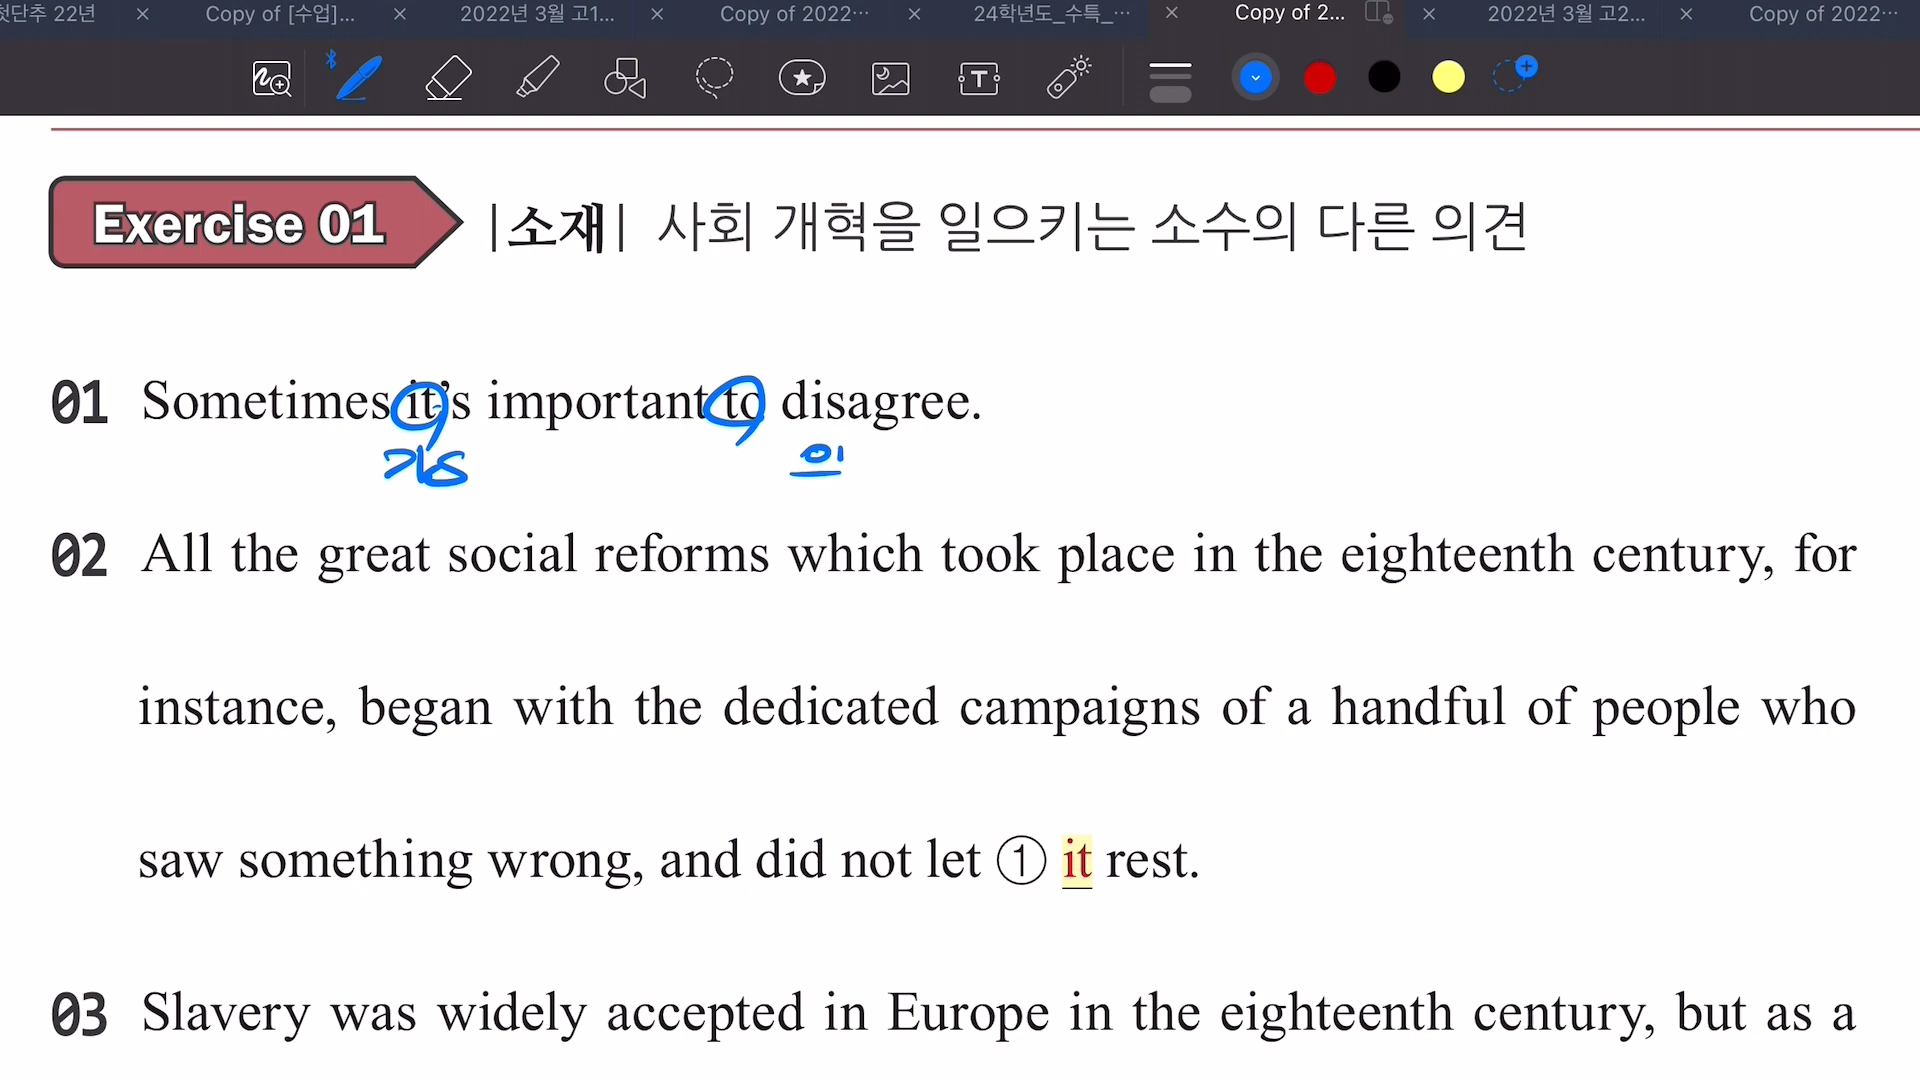 첫단추 22년 × Copy of [수업]... × 2022년 3월 고1... × Copy of 2022... × 24학년도_수특_... × Copy of 2... × 2022년 3월 고2... × Copy of 2022...
Exercise 01 |소재| 사회 개혁을 일으키는 소수의 다른 의견
01 Sometimes it's important to disagree.
02 All the great social reforms which took place in the eighteenth century, for
instance, began with the dedicated campaigns of a handful of people who
saw something wrong, and did not let ① it rest.
03 Slavery was widely accepted in Europe in the eighteenth century, but as a